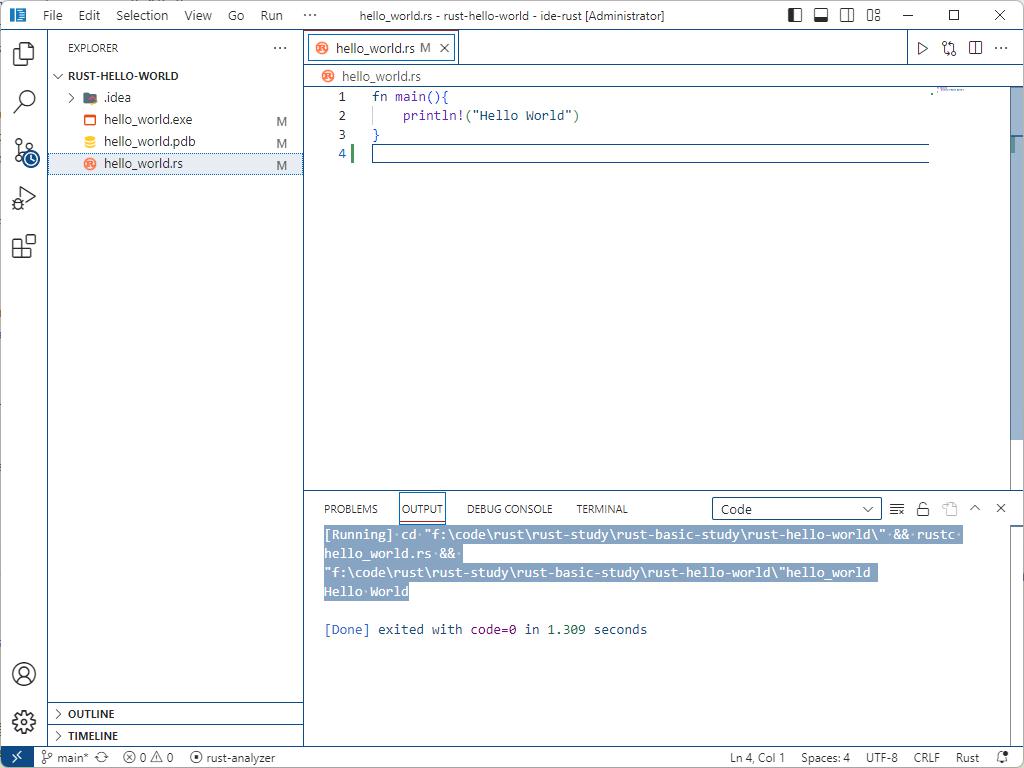 File Edit Selection View Go Run ··· hello_world.rs - rust-hello-world - ide-rust [Administrator]
EXPLORER ···
RUST-HELLO-WORLD
.idea
hello_world.exe M
hello_world.pdb M
hello_world.rs M
OUTLINE
TIMELINE
hello_world.rs M
hello_world.rs
1 fn main(){
2 println!("Hello World")
3 }
4
PROBLEMS OUTPUT DEBUG CONSOLE TERMINAL Code
[Running] cd "f:\code\rust\rust-study\rust-basic-study\rust-hello-world\" && rustc
hello_world.rs &&
"f:\code\rust\rust-study\rust-basic-study\rust-hello-world\"hello_world
Hello World
[Done] exited with code=0 in 1.309 seconds
main* 0 0 rust-analyzer Ln 4, Col 1 Spaces: 4 UTF-8 CRLF Rust